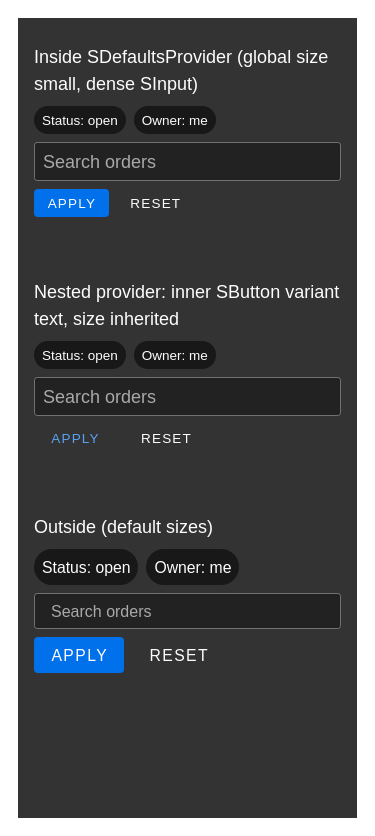 Inside SDefaultsProvider (global size
small, dense SInput)
Status: open Owner: me
Search orders
APPLY RESET
Nested provider: inner SButton variant
text, size inherited
Status: open Owner: me
Search orders
APPLY RESET
Outside (default sizes)
Status: open Owner: me
Search orders
APPLY RESET